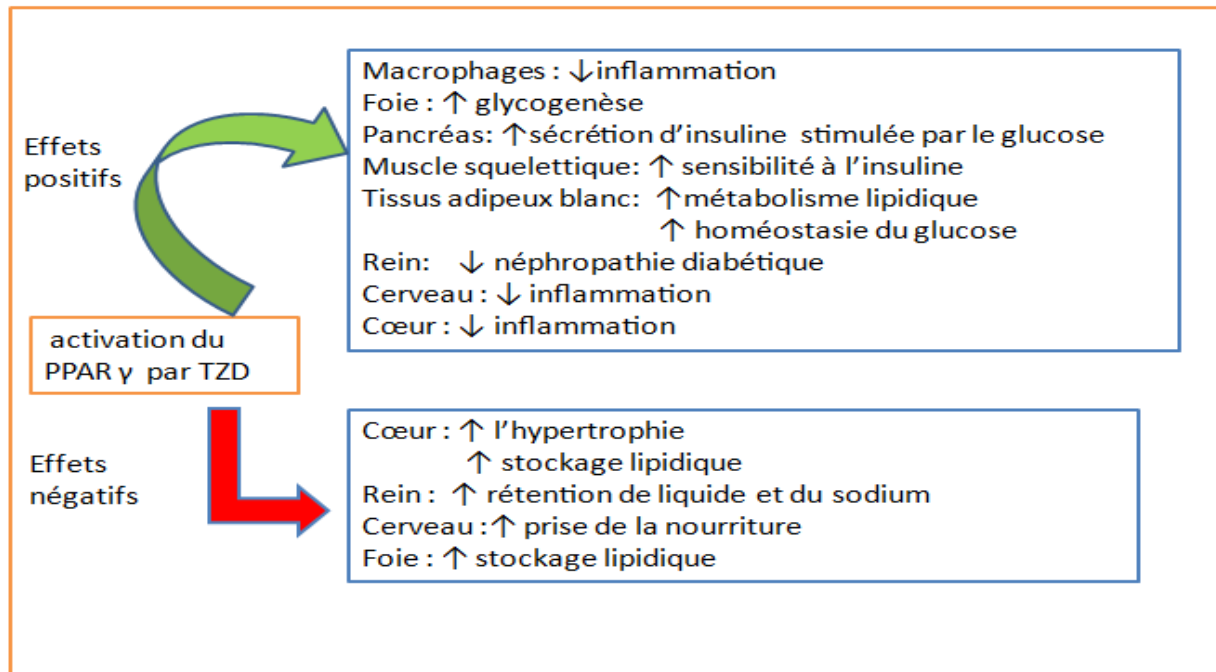 Effets
positifs
Macrophages : ↓inflammation
Foie : ↑ glycogenèse
Pancréas: ↑sécrétion d'insuline stimulée par le glucose
Muscle squelettique: ↑ sensibilité à l'insuline
Tissus adipeux blanc: ↑métabolisme lipidique
↑ homéostasie du glucose
Rein: ↓ néphropathie diabétique
Cerveau : ↓ inflammation
Cœur : ↓ inflammation
activation du
PPAR γ par TZD
Effets
négatifs
Cœur : ↑ l'hypertrophie
↑ stockage lipidique
Rein : ↑ rétention de liquide et du sodium
Cerveau :↑ prise de la nourriture
Foie : ↑ stockage lipidique